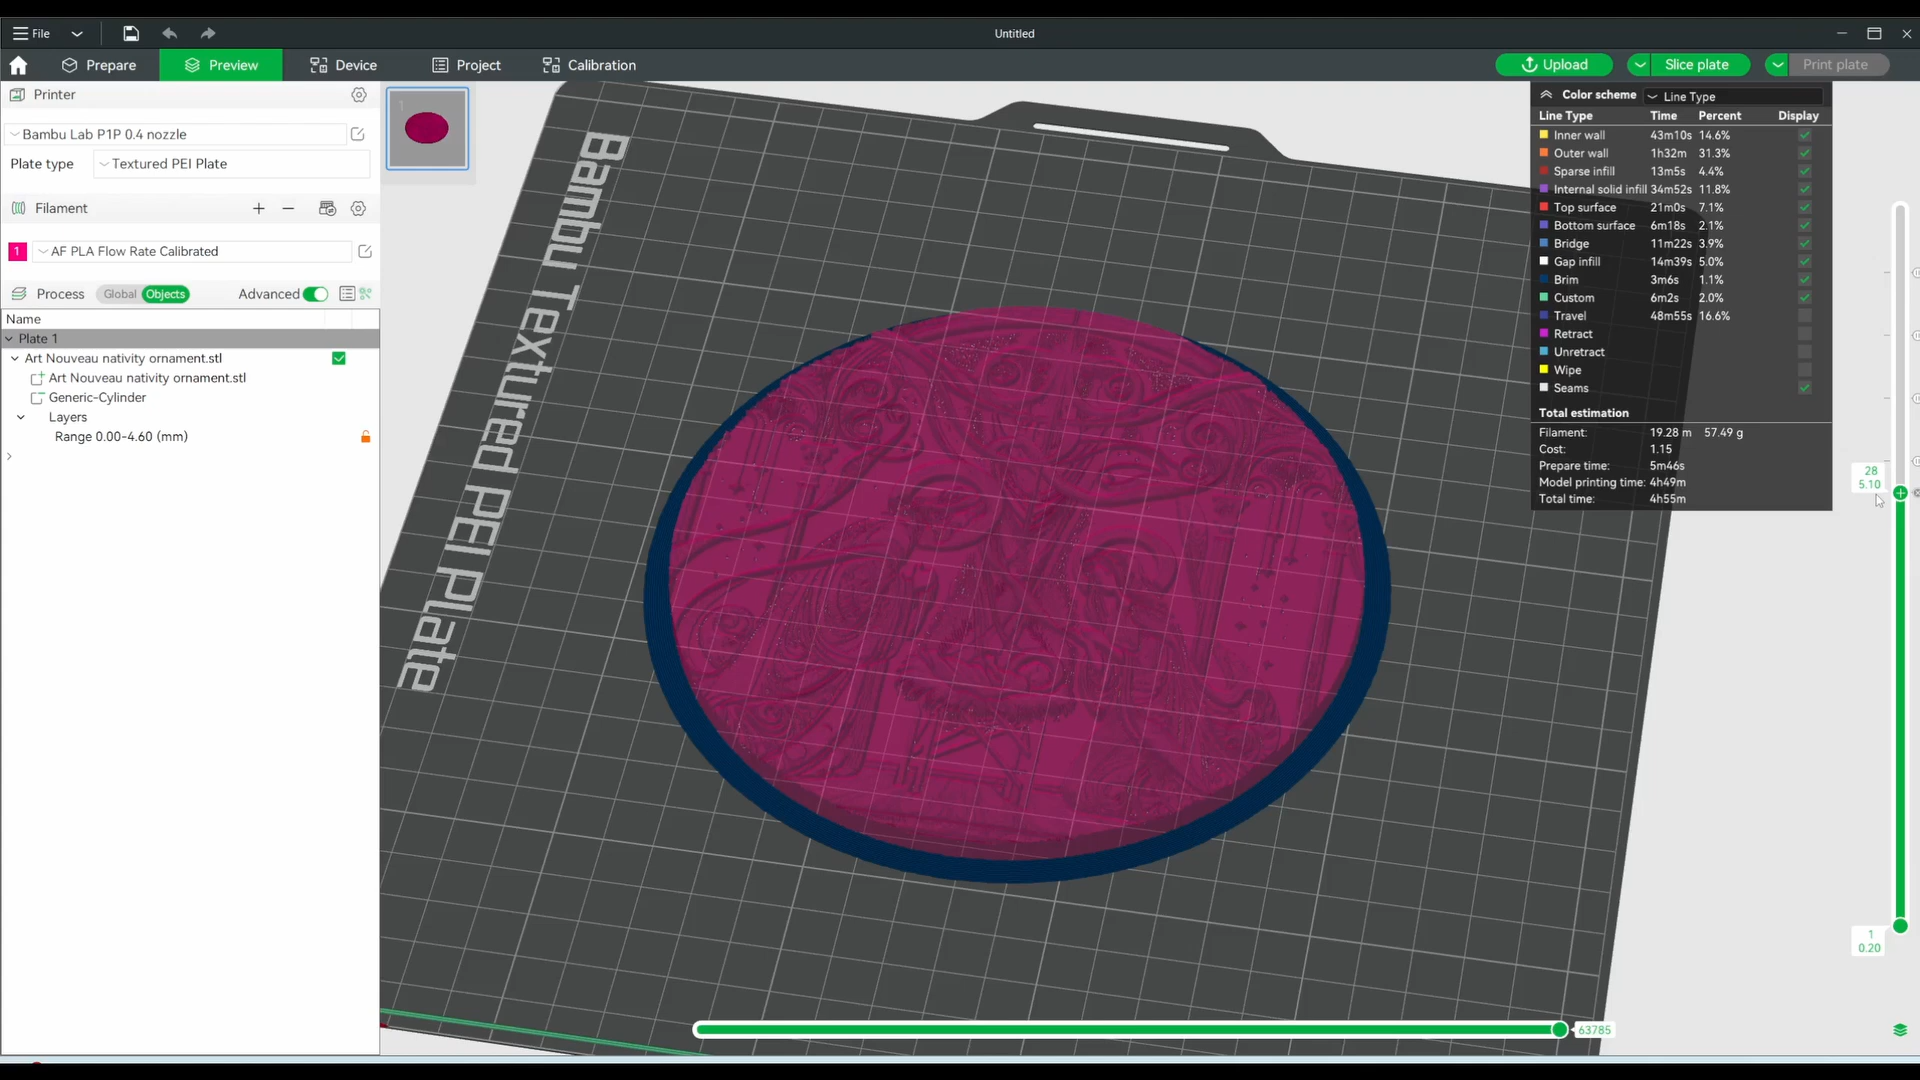 File
Untitled
Prepare
Preview
Device
Project
Calibration
Upload
Slice plate
Print plate
Printer
Bambu Lab P1P 0.4 nozzle
Plate type
Textured PEI Plate
Filament
1
AF PLA Flow Rate Calibrated
Process
Global
Objects
Advanced
Name
Plate 1
Art Nouveau nativity ornament.stl
Art Nouveau nativity ornament.stl
Generic-Cylinder
Layers
Range 0.00-4.60 (mm)
1
Bambu Textured PEI Plate
Color scheme Line Type
Line Type Time Percent Display
Inner wall 43m10s 14.6%
Outer wall 1h32m 31.3%
Sparse infill 13m5s 4.4%
Internal solid infill 34m52s 11.8%
Top surface 21m0s 7.1%
Bottom surface 6m18s 2.1%
Bridge 11m22s 3.9%
Gap infill 14m39s 5.0%
Brim 3m6s 1.1%
Custom 6m2s 2.0%
Travel 48m55s 16.6%
Retract
Unretract
Wipe
Seams
Total estimation
Filament: 19.28 m 57.49 g
Cost: 1.15
Prepare time: 5m46s
Model printing time: 4h49m
Total time: 4h55m
28
5.10
1
0.20
63785